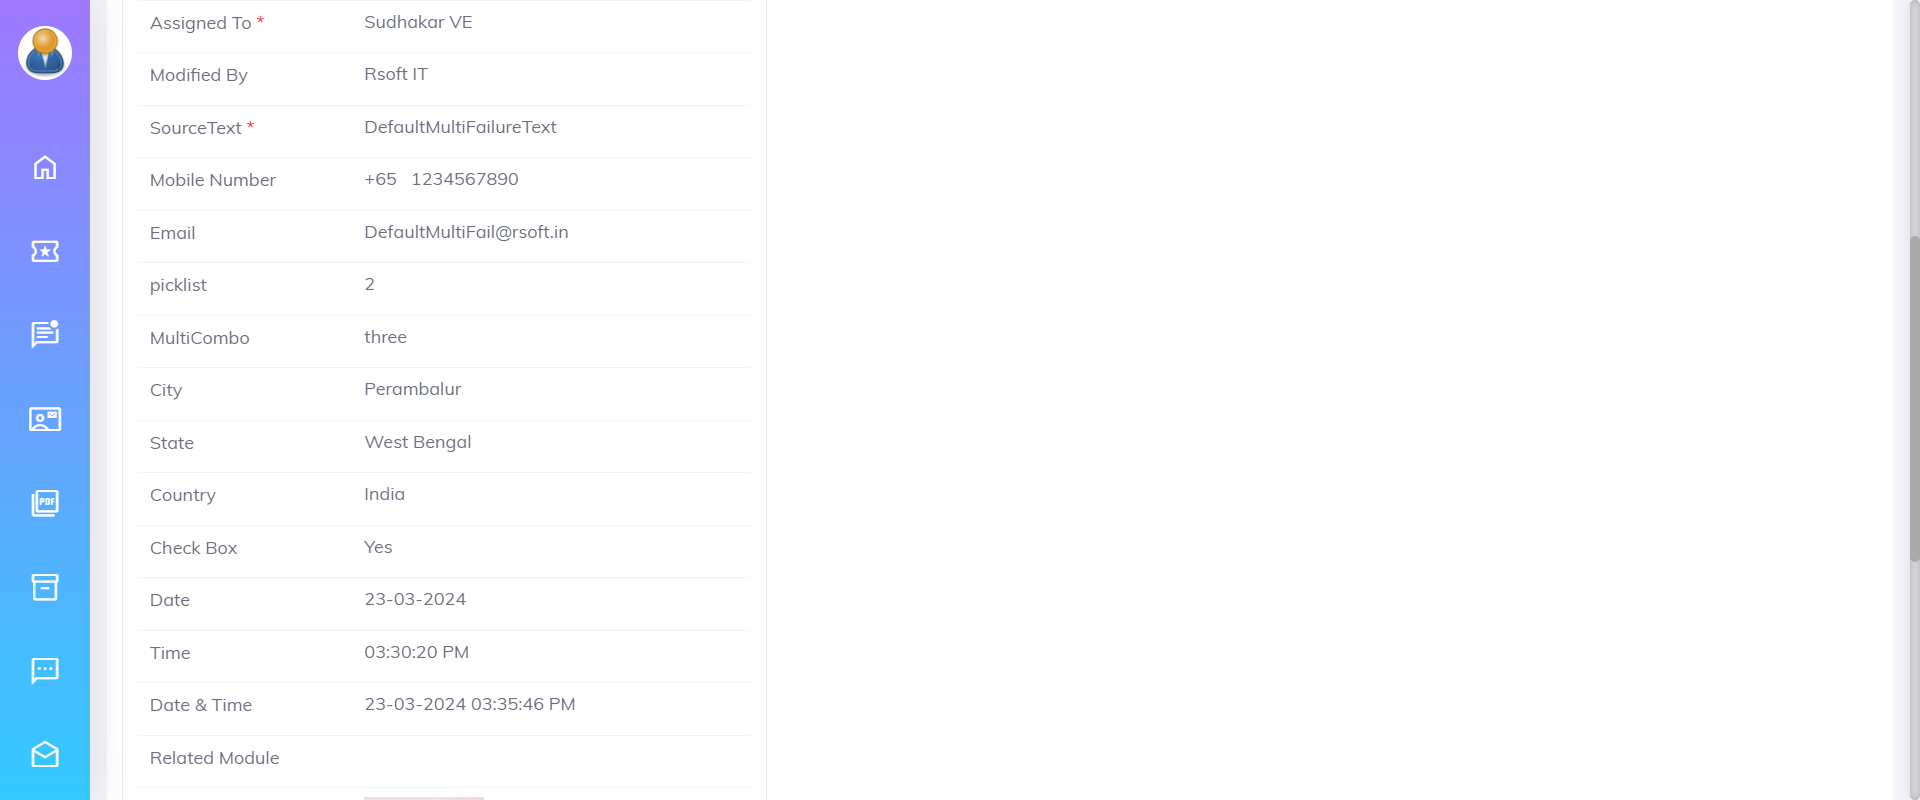 Assigned To * Sudhakar VE
Modified By Rsoft IT
SourceText * DefaultMultiFailureText
Mobile Number +65 1234567890
Email DefaultMultiFail@rsoft.in
picklist 2
MultiCombo three
City Perambalur
State West Bengal
Country India
Check Box Yes
Date 23-03-2024
Time 03:30:20 PM
Date & Time 23-03-2024 03:35:46 PM
Related Module
PDF